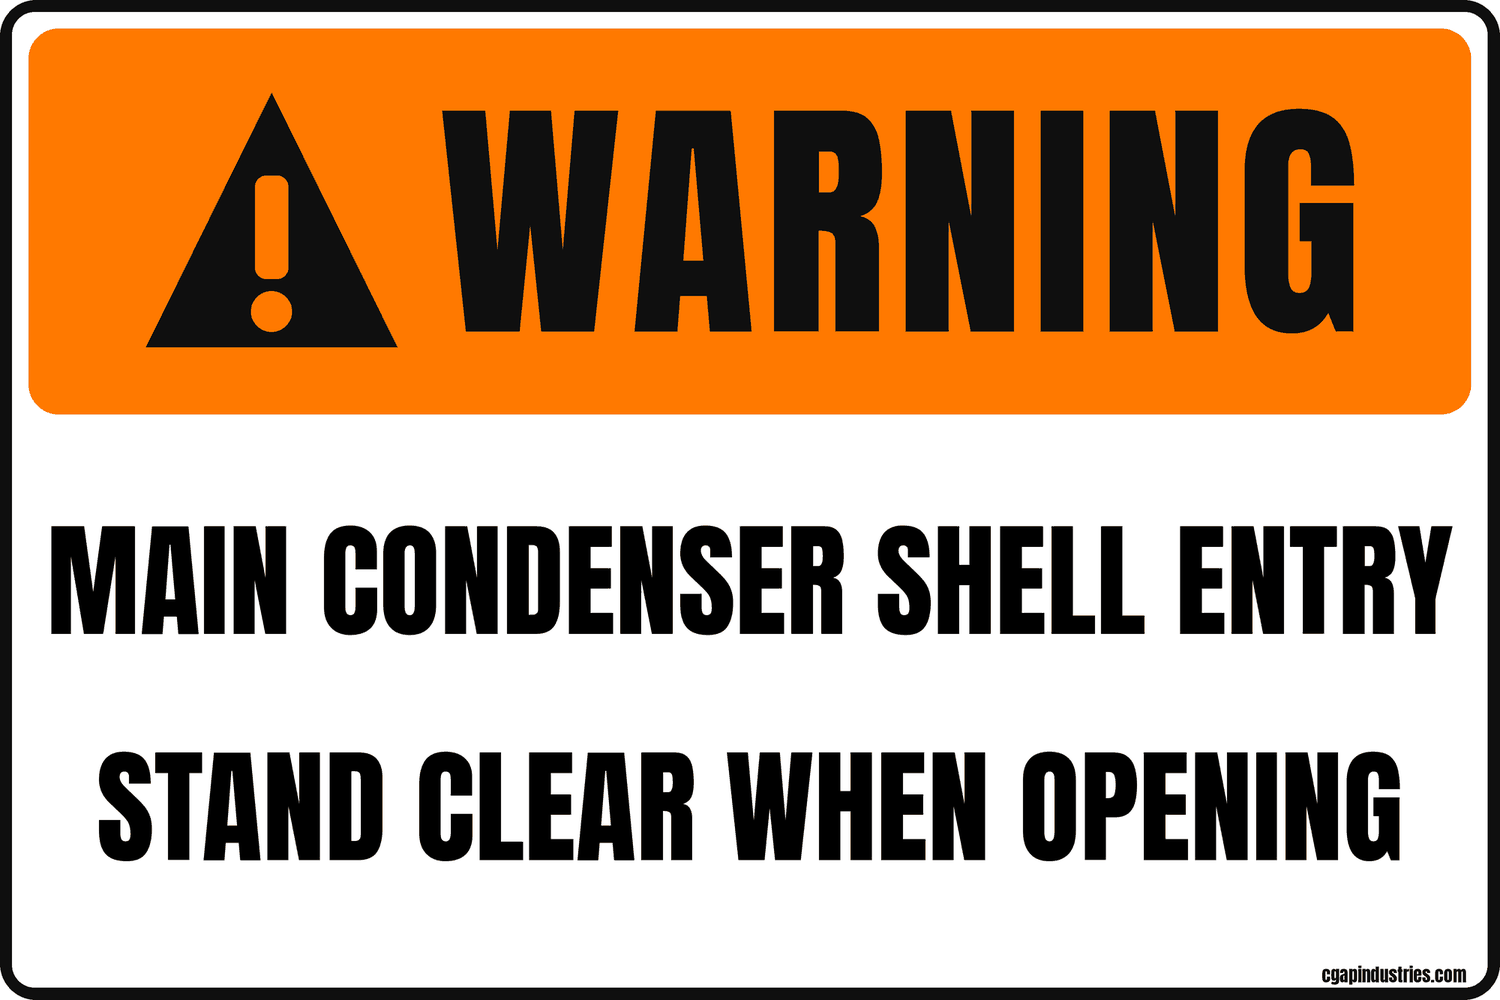 WARNING
MAIN CONDENSER SHELL ENTRY
STAND CLEAR WHEN OPENING
cgapindustries.com